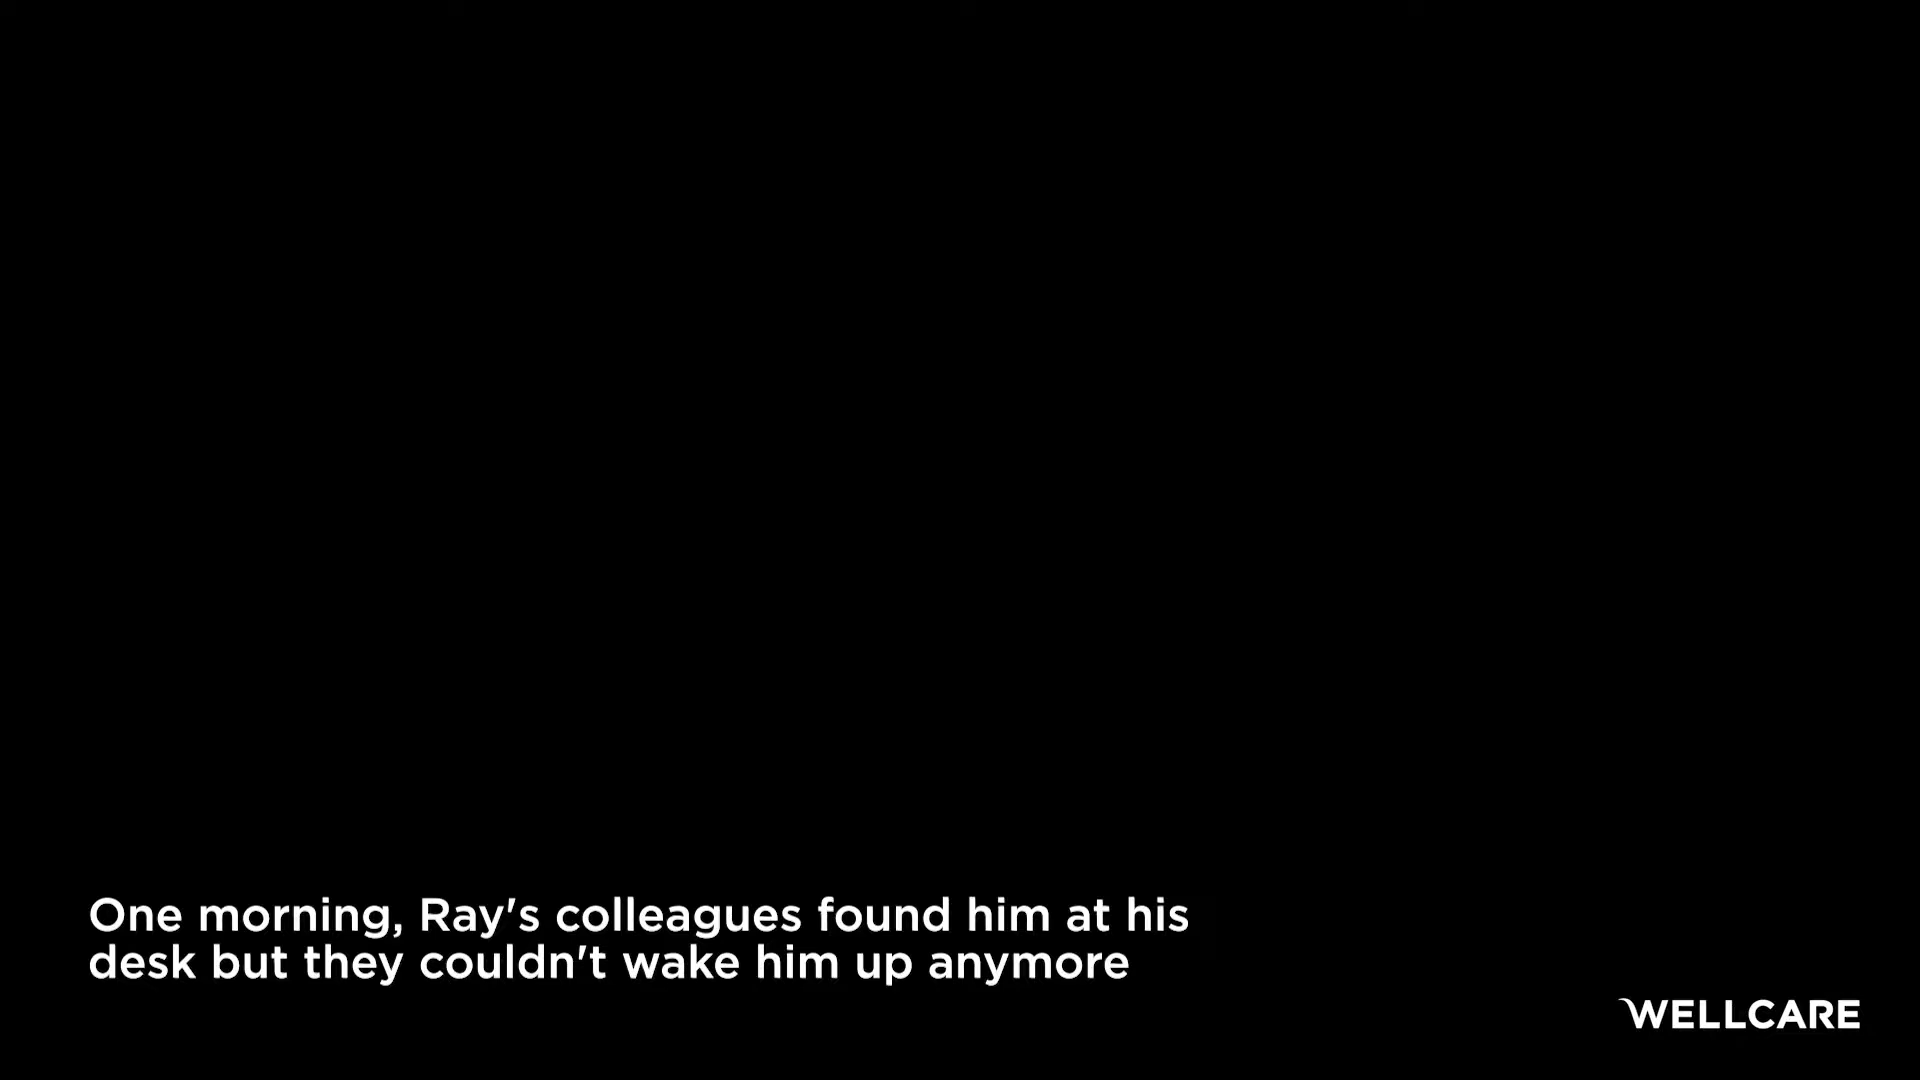 One morning, Ray's colleagues found him at his
desk but they couldn't wake him up anymore
WELLCARE